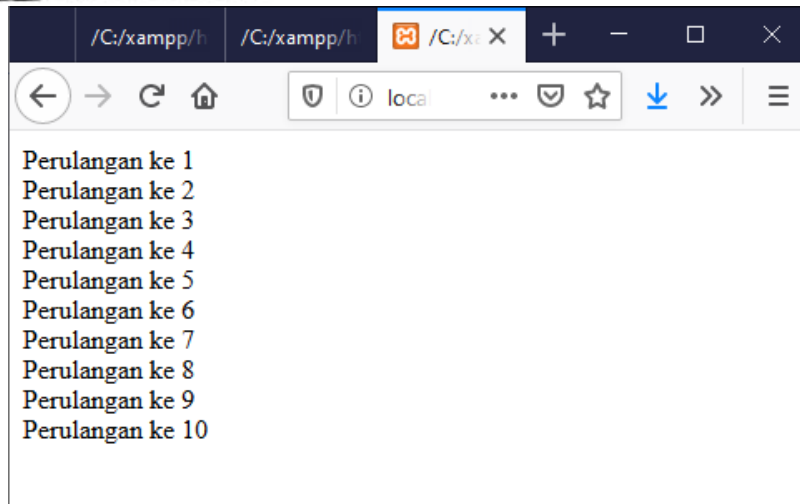 /C:/xampp/h /C:/xampp/h /C:/xa
loca
Perulangan ke 1
Perulangan ke 2
Perulangan ke 3
Perulangan ke 4
Perulangan ke 5
Perulangan ke 6
Perulangan ke 7
Perulangan ke 8
Perulangan ke 9
Perulangan ke 10